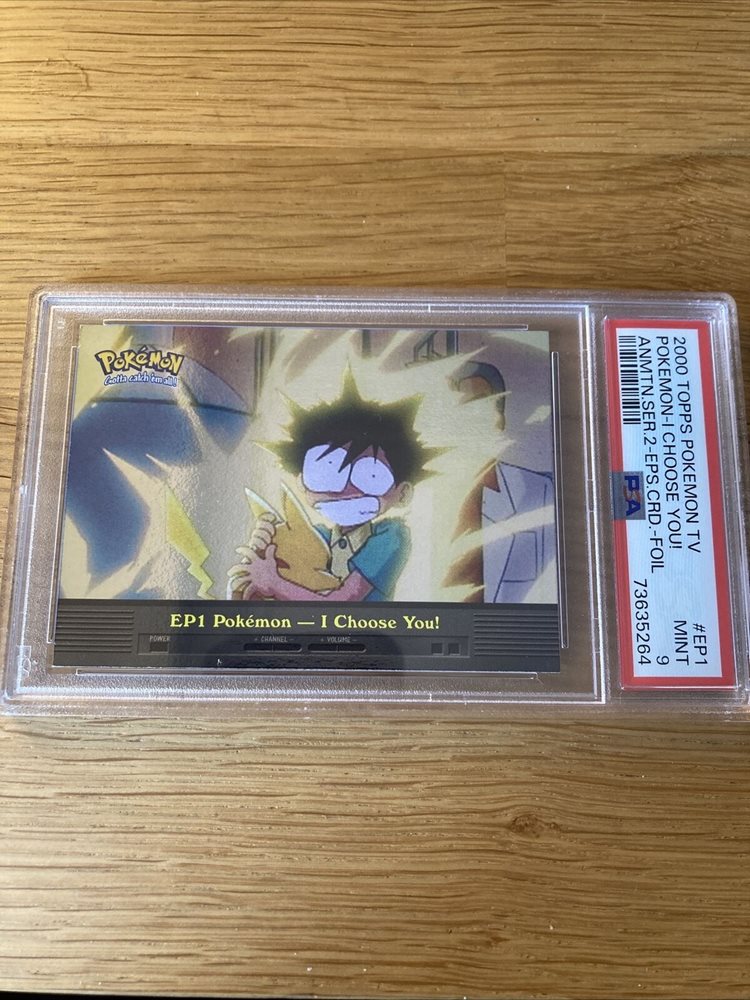 POKéMON
Gotta catch 'em all!
EP1 Pokémon — I Choose You!
POWER
+ CHANNEL -
+ VOLUME -
2000 TOPPS POKEMON TV
POKEMON-I CHOOSE YOU!
ANMTN.SER.2-EPS.CRD.-FOIL
#EP1
MINT
9
73635264
PSA